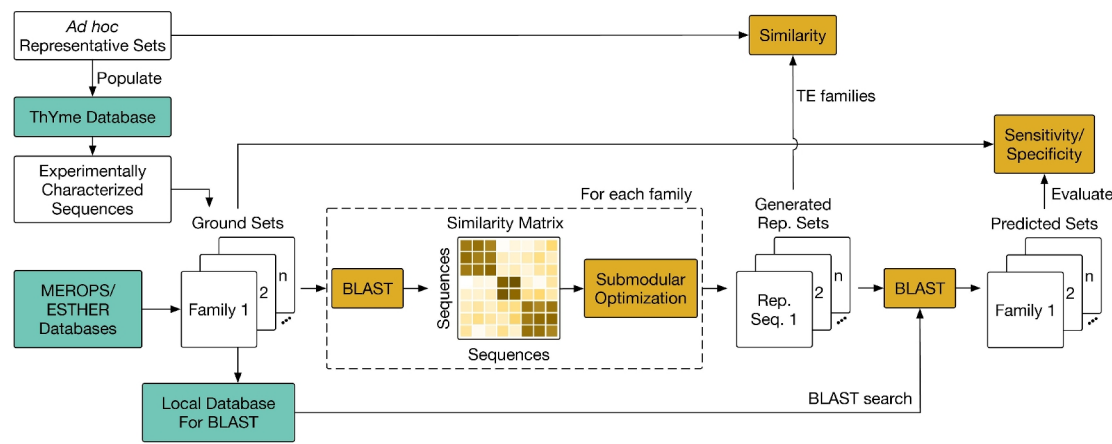 Ad hoc
Representative Sets
Populate
ThYme Database
Experimentally
Characterized
Sequences
MEROPS/
ESTHER
Databases
Ground Sets
Family 1
2
n
Local Database
For BLAST
For each family
BLAST
Similarity Matrix
Sequences
Sequences
Submodular
Optimization
Similarity
TE families
Generated
Rep. Sets
Rep.
Seq. 1
2
n
BLAST
BLAST search
Sensitivity/
Specificity
Evaluate
Predicted Sets
Family 1
2
n